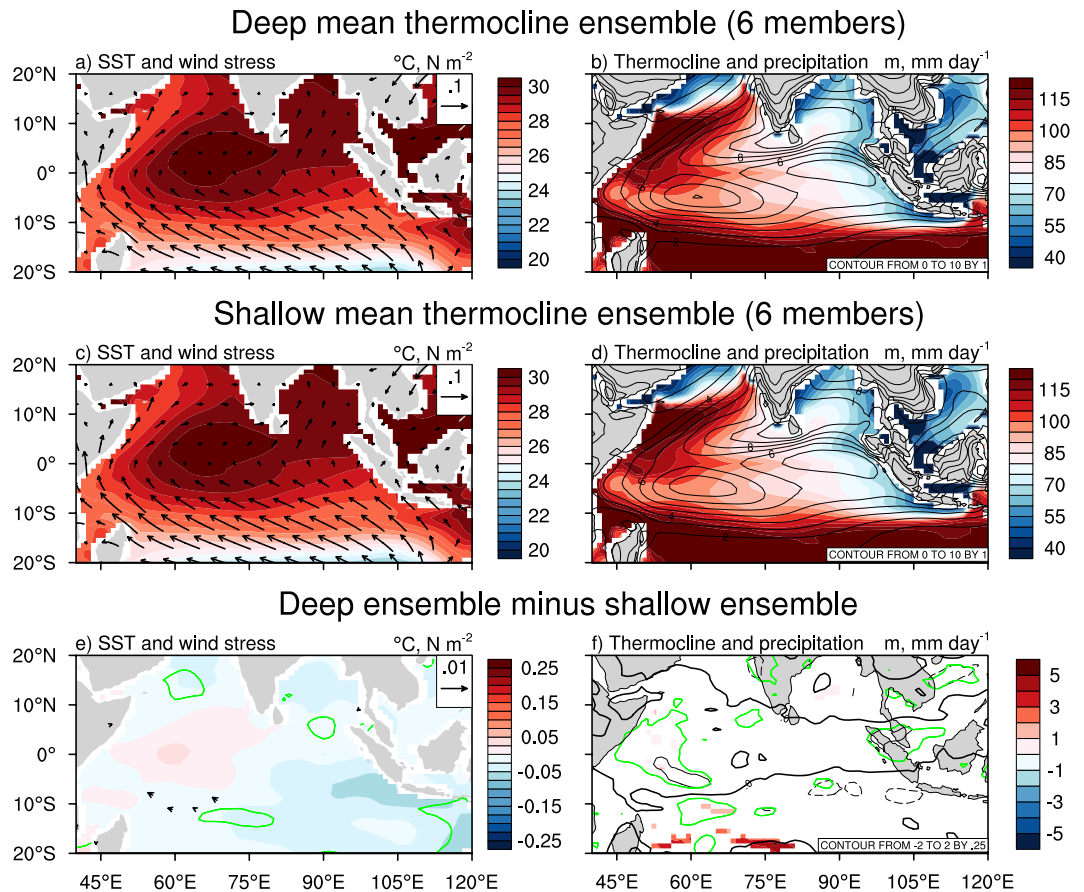 Deep mean thermocline ensemble (6 members)
a) SST and wind stress °C, N m-2
b) Thermocline and precipitation m, mm day-1
20°N
10°N
0°
10°S
20°S
.1
30
28
26
24
22
20
8
6
CONTOUR FROM 0 TO 10 BY 1
115
100
85
70
55
40
Shallow mean thermocline ensemble (6 members)
c) SST and wind stress °C, N m-2
d) Thermocline and precipitation m, mm day-1
20°N
10°N
0°
10°S
20°S
.1
30
28
26
24
22
20
8
6
CONTOUR FROM 0 TO 10 BY 1
115
100
85
70
55
40
Deep ensemble minus shallow ensemble
e) SST and wind stress °C, N m-2
f) Thermocline and precipitation m, mm day-1
20°N
10°N
0°
10°S
20°S
.01
0.25
0.15
0.05
-0.05
-0.15
-0.25
CONTOUR FROM -2 TO 2 BY .25
5
3
1
-1
-3
-5
45°E 60°E 75°E 90°E 105°E 120°E
45°E 60°E 75°E 90°E 105°E 120°E